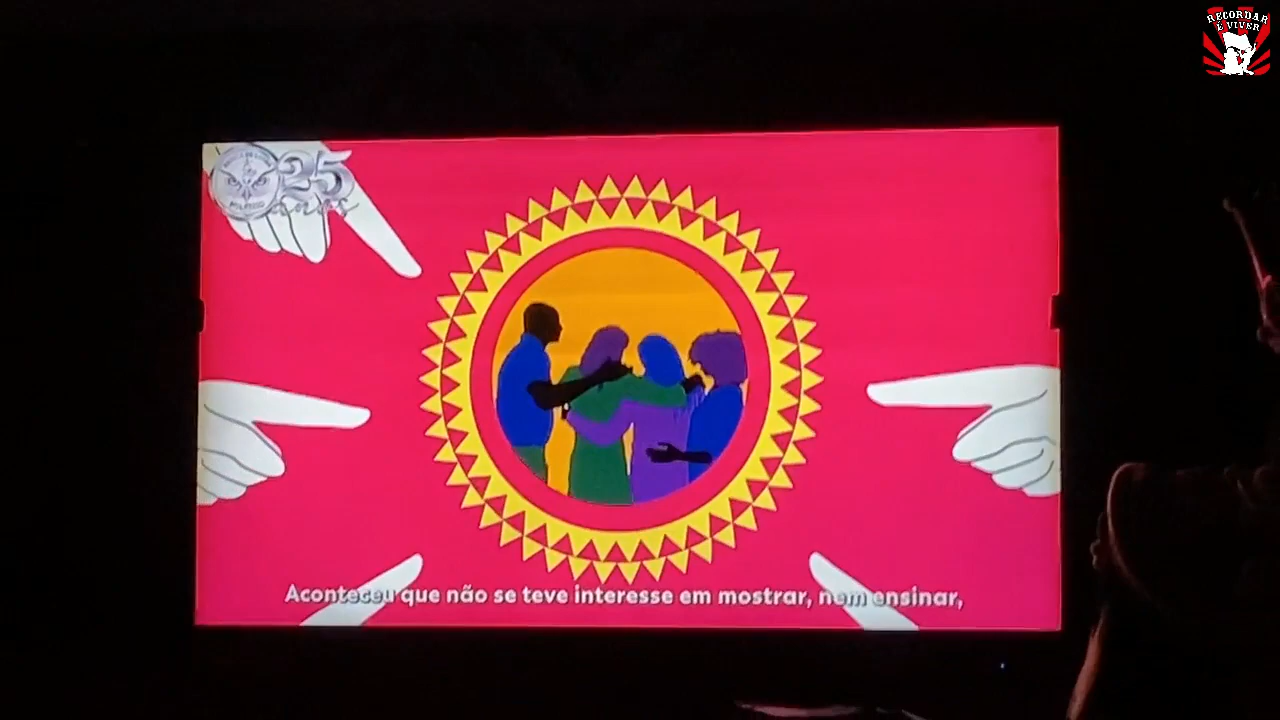 RECORDAR
É VIVER
25
anos
Aconteceu que não se teve interesse em mostrar, nem ensinar,